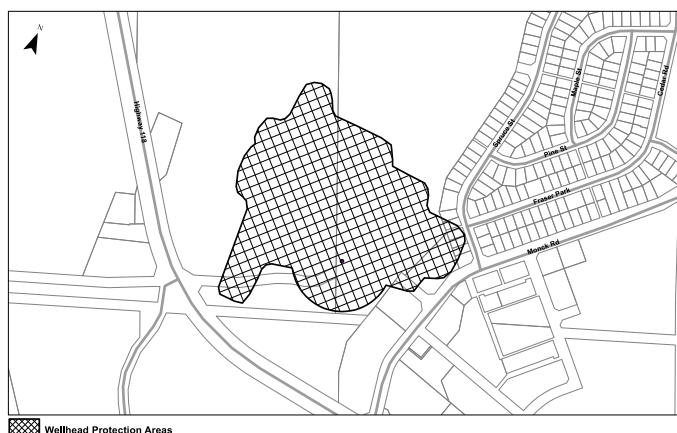 N
Highway 118
Spruce St
Maple St
Cedar Rd
Pine St
Fraser Park
Monck Rd
Wellhead Protection Areas